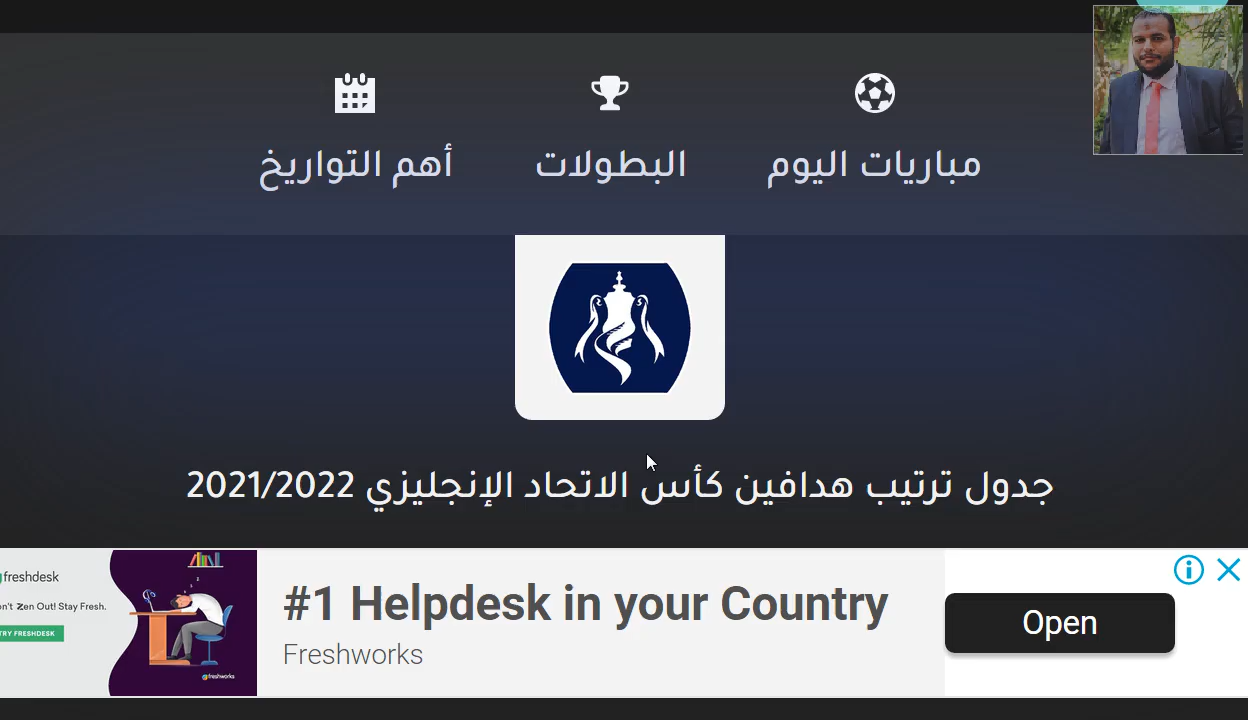 مباريات اليوم
البطولات
أهم التواريخ
جدول ترتيب هدافين كأس الاتحاد الإنجليزي 2021/2022
freshdesk
on't Zen Out! Stay Fresh.
TRY FRESHDESK
freshworks
#1 Helpdesk in your Country
Freshworks
Open